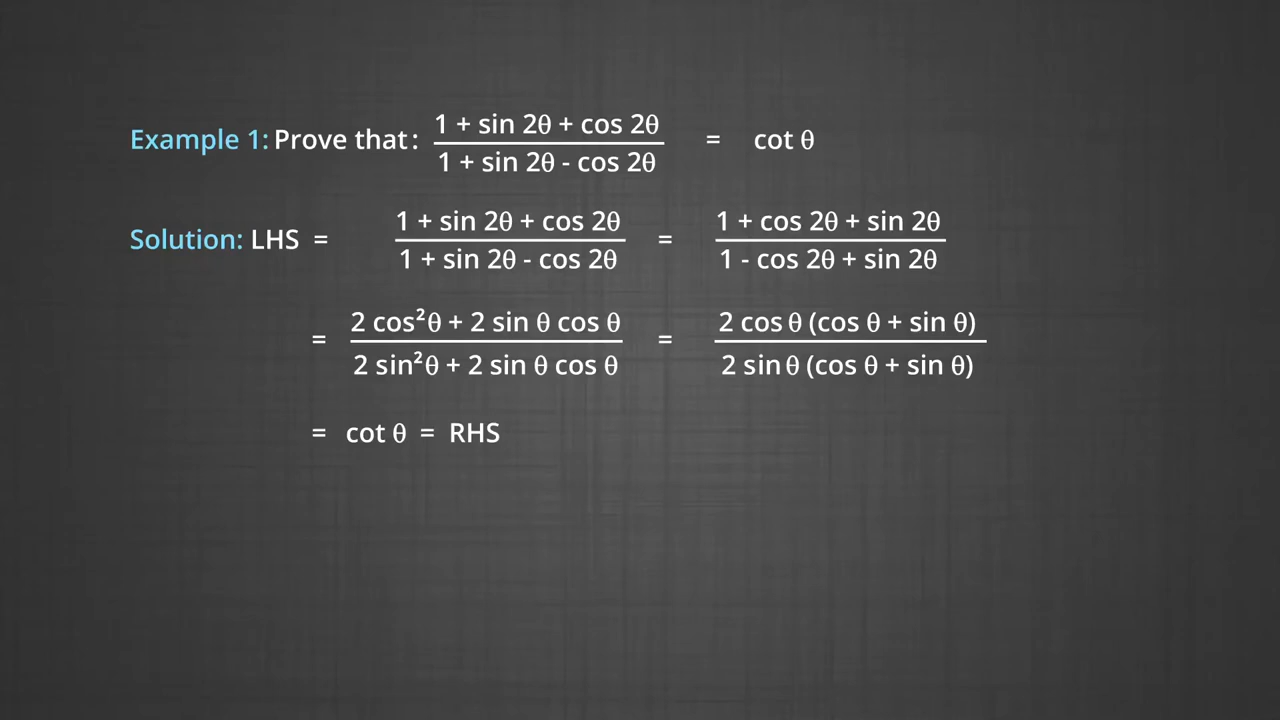 Example 1: Prove that: (1 + sin 2θ + cos 2θ) / (1 + sin 2θ - cos 2θ) = cot θ
Solution: LHS = (1 + sin 2θ + cos 2θ) / (1 + sin 2θ - cos 2θ) = (1 + cos 2θ + sin 2θ) / (1 - cos 2θ + sin 2θ)
= (2 cos²θ + 2 sin θ cos θ) / (2 sin²θ + 2 sin θ cos θ) = (2 cos θ (cos θ + sin θ)) / (2 sin θ (cos θ + sin θ))
= cot θ = RHS